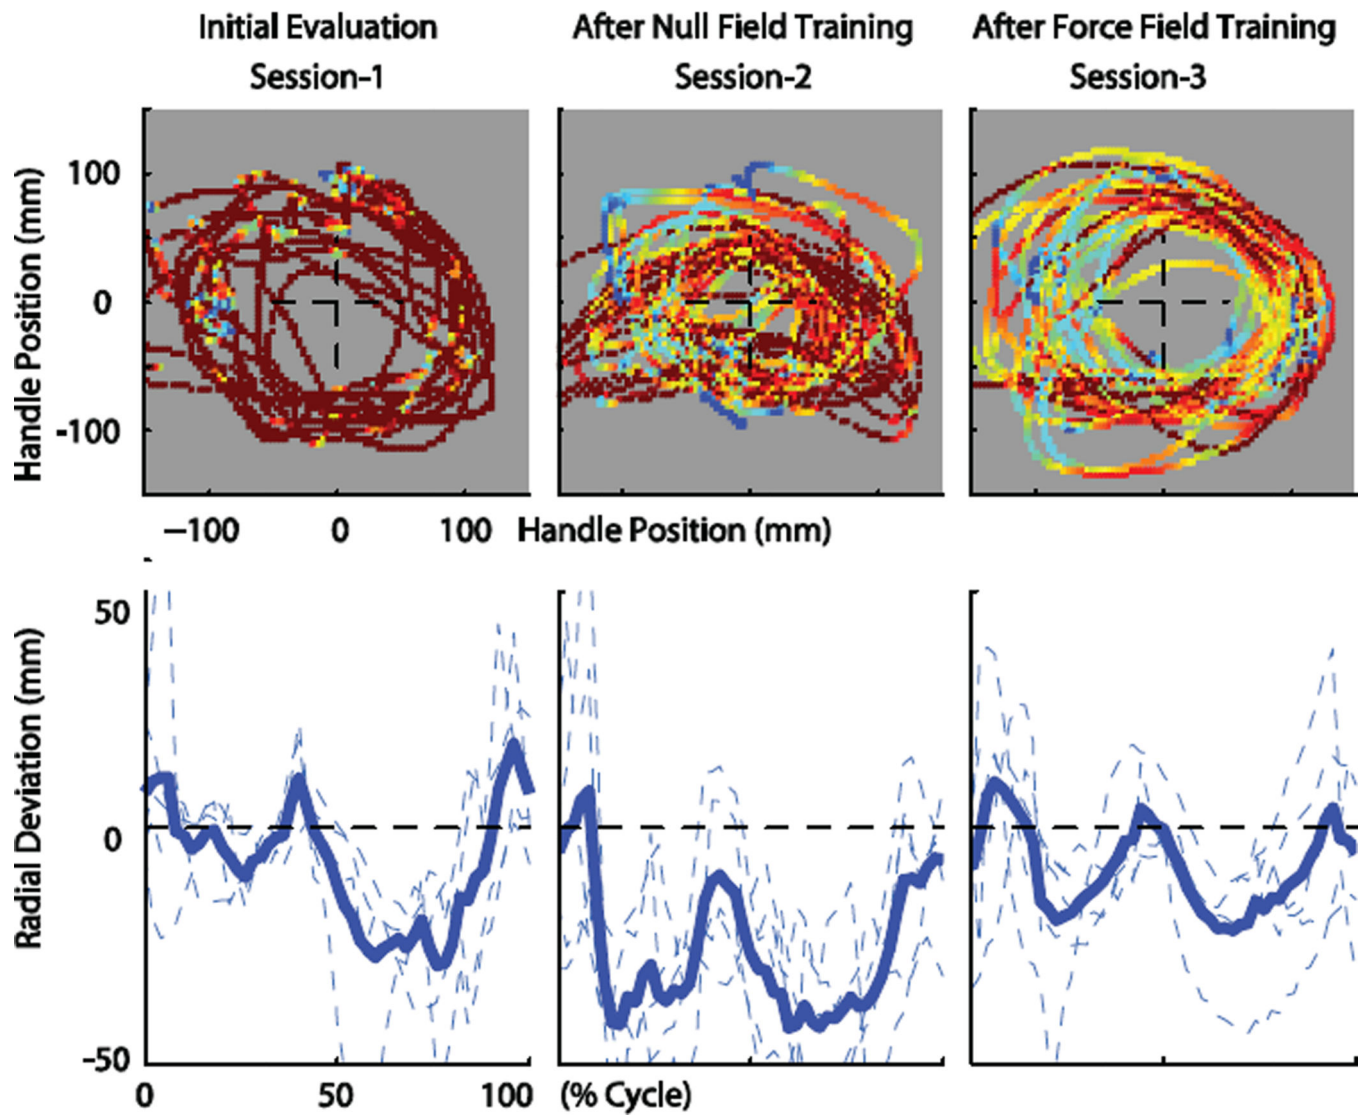 Initial Evaluation
Session-1
After Null Field Training
Session-2
After Force Field Training
Session-3
Handle Position (mm)
100
0
-100
−100 0 100 Handle Position (mm)
Radial Deviation (mm)
50
0
−50
0 50 100 (% Cycle)